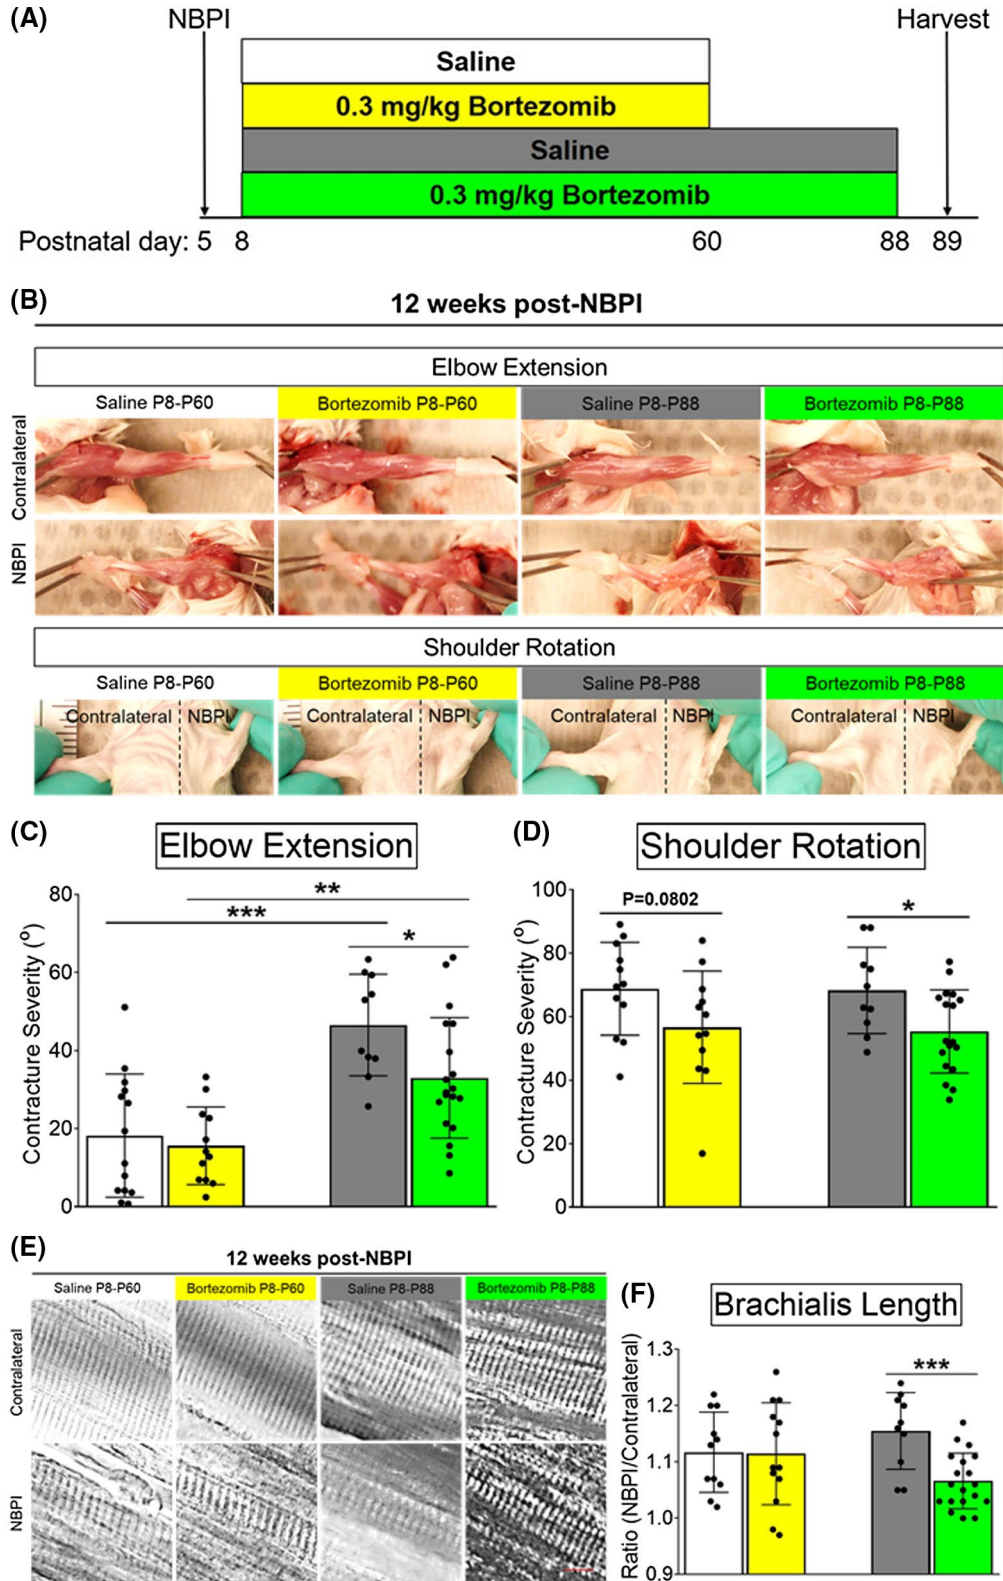 (A)
NBPI
Harvest
Saline
0.3 mg/kg Bortezomib
Saline
0.3 mg/kg Bortezomib
Postnatal day: 5 8 60 88 89
(B)
12 weeks post-NBPI
Elbow Extension
Saline P8-P60 Bortezomib P8-P60 Saline P8-P88 Bortezomib P8-P88
Contralateral
NBPI
Shoulder Rotation
Saline P8-P60 Bortezomib P8-P60 Saline P8-P88 Bortezomib P8-P88
Contralateral NBPI Contralateral NBPI Contralateral NBPI Contralateral NBPI
(C)
Elbow Extension
Contracture Severity (º)
80
60
40
20
0
**
***
*
(D)
Shoulder Rotation
Contracture Severity (º)
100
80
60
40
20
0
P=0.0802
*
(E)
12 weeks post-NBPI
Saline P8-P60 Bortezomib P8-P60 Saline P8-P88 Bortezomib P8-P88
Contralateral
NBPI
(F)
Brachialis Length
Ratio (NBPI/Contralateral)
1.3
1.2
1.1
1.0
0.9
***